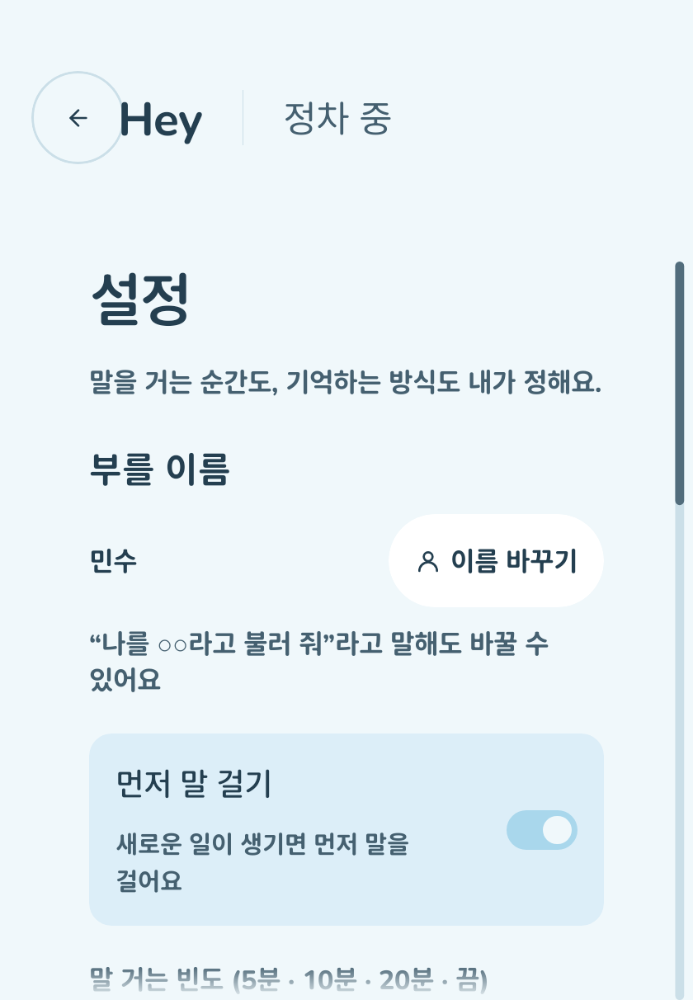 Hey
정차 중
설정
말을 거는 순간도, 기억하는 방식도 내가 정해요.
부를 이름
민수
이름 바꾸기
“나를 ○○라고 불러 줘”라고 말해도 바꿀 수
있어요
먼저 말 걸기
새로운 일이 생기면 먼저 말을
걸어요
말 거는 빈도 (5분 · 10분 · 20분 · 끔)